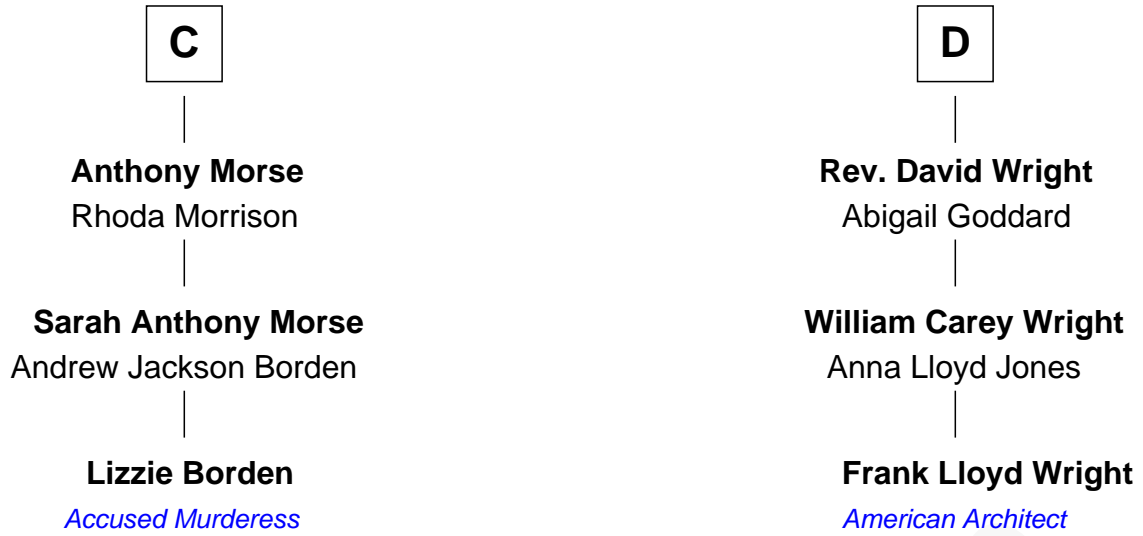 C
Anthony Morse
Rhoda Morrison
Sarah Anthony Morse
Andrew Jackson Borden
Lizzie Borden
Accused Murderess
D
Rev. David Wright
Abigail Goddard
William Carey Wright
Anna Lloyd Jones
Frank Lloyd Wright
American Architect